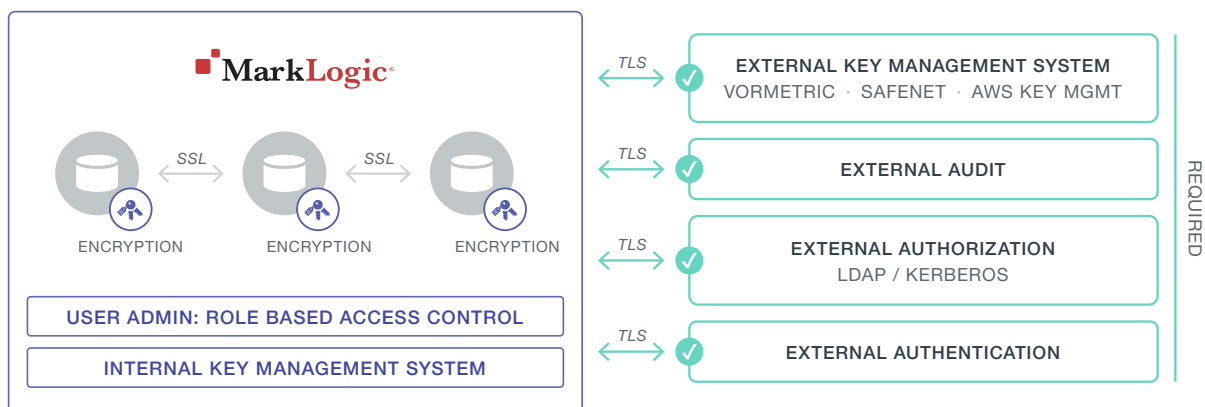 MarkLogic®
SSL
SSL
ENCRYPTION
ENCRYPTION
ENCRYPTION
USER ADMIN: ROLE BASED ACCESS CONTROL
INTERNAL KEY MANAGEMENT SYSTEM
TLS
EXTERNAL KEY MANAGEMENT SYSTEM
VORMETRIC · SAFENET · AWS KEY MGMT
TLS
EXTERNAL AUDIT
TLS
EXTERNAL AUTHORIZATION
LDAP / KERBEROS
TLS
EXTERNAL AUTHENTICATION
REQUIRED